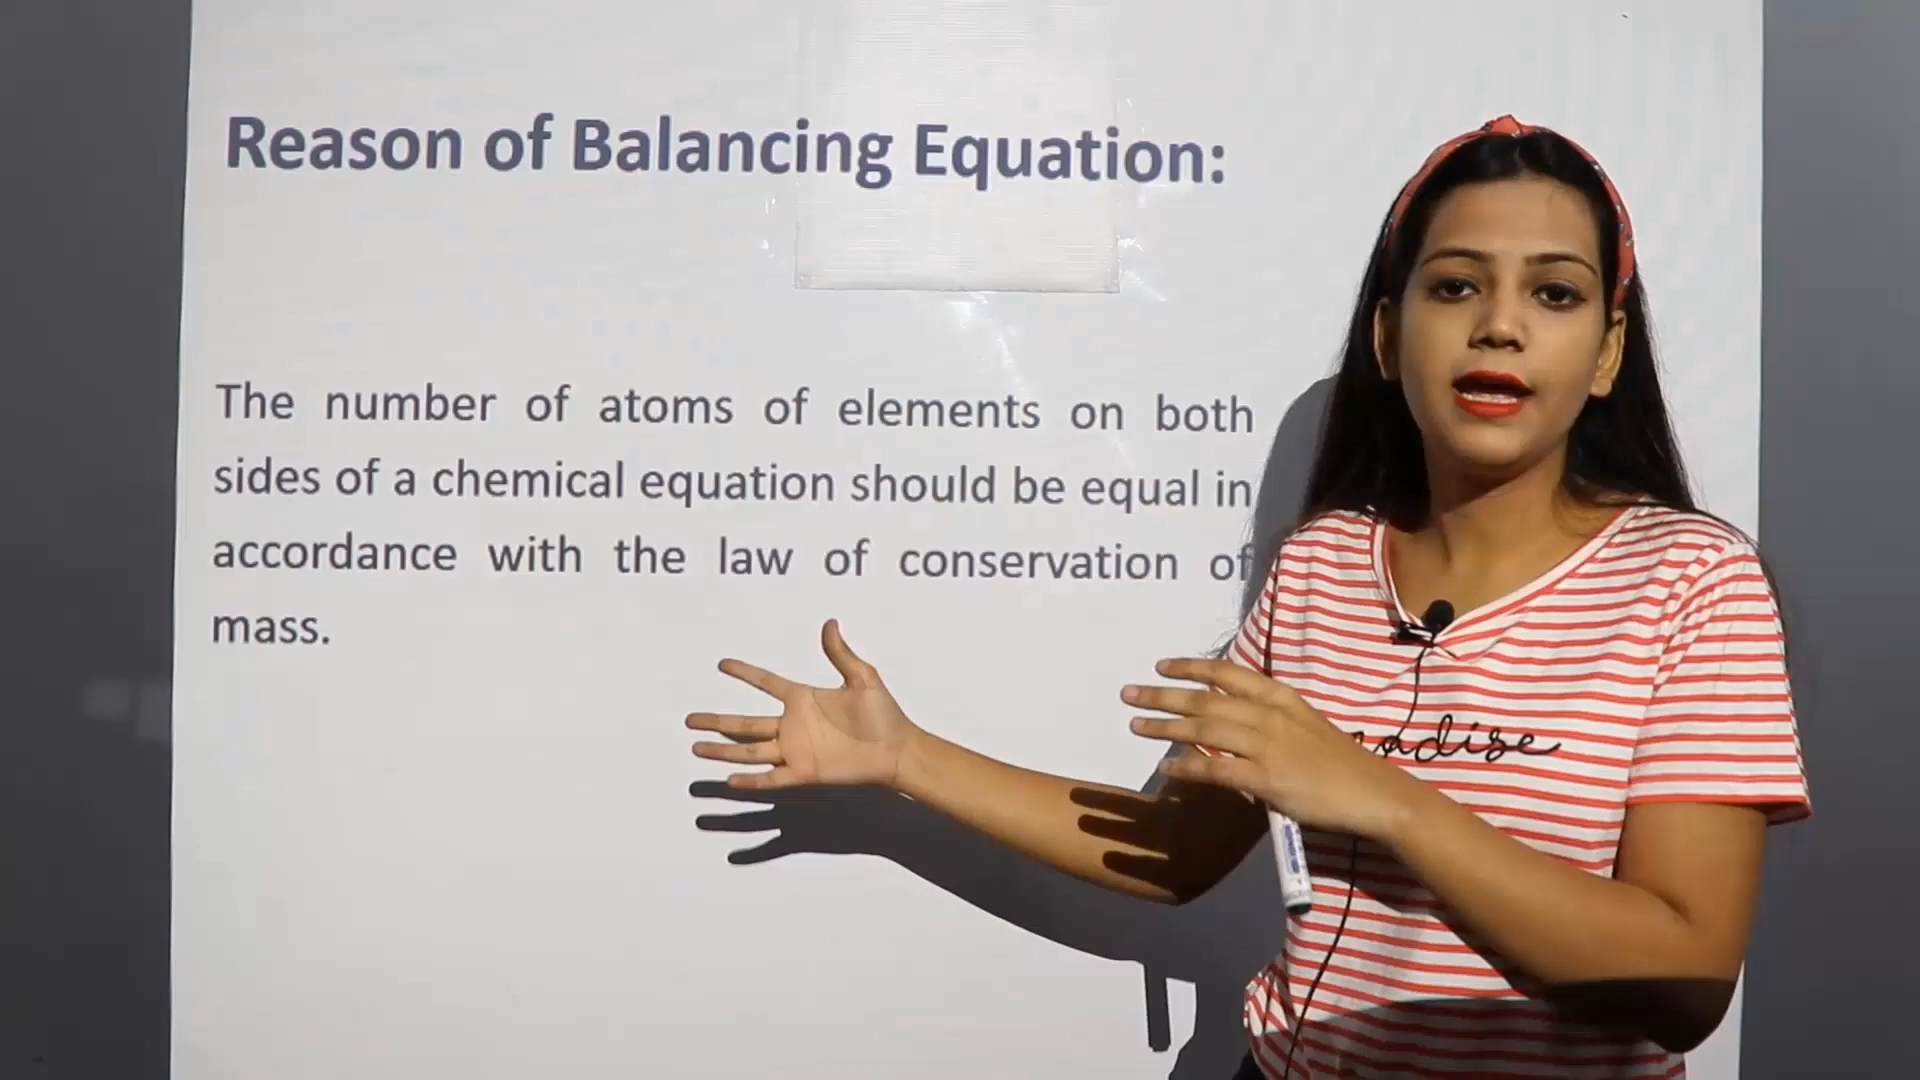 Reason of Balancing Equation:
The number of atoms of elements on both
sides of a chemical equation should be equal in
accordance with the law of conservation of
mass.